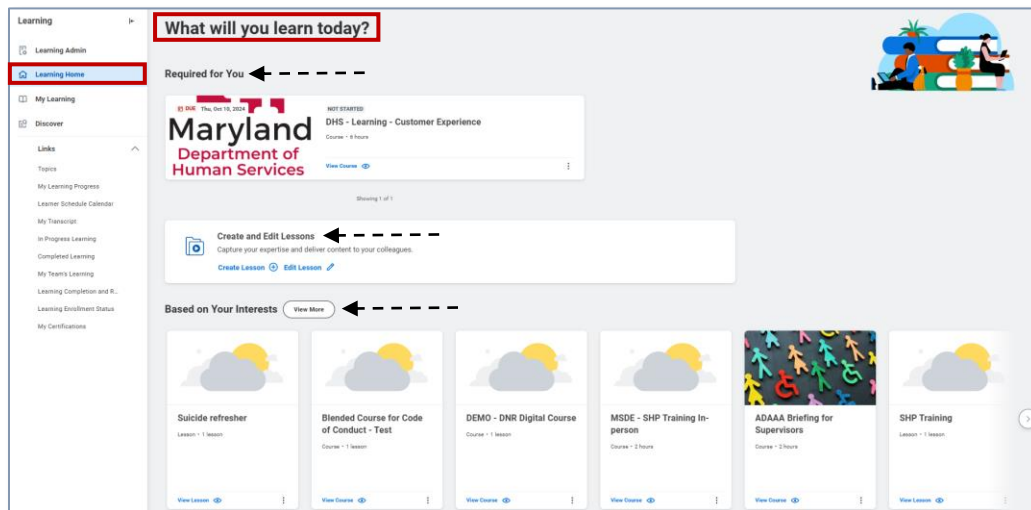 Learning
Learning Admin
Learning Home
My Learning
Discover
Links
Topics
My Learning Progress
Learner Schedule Calendar
My Transcript
In Progress Learning
Completed Learning
My Team's Learning
Learning Completion and R...
Learning Enrollment Status
My Certifications
What will you learn today?
Required for You
DUE Thu, Oct 10, 2024
Maryland
Department of
Human Services
NOT STARTED
DHS - Learning - Customer Experience
Course • 6 hours
View Course
Showing 1 of 1
Create and Edit Lessons
Capture your expertise and deliver content to your colleagues.
Create Lesson Edit Lesson
Based on Your Interests View More
Suicide refresher
Lesson • 1 lesson
View Lesson
Blended Course for Code
of Conduct - Test
Course • 1 lesson
View Course
DEMO - DNR Digital Course
Course • 1 lesson
View Course
MSDE - SHP Training In-
person
Course • 2 hours
View Course
ADAAA Briefing for
Supervisors
Course • 2 hours
View Course
SHP Training
Lesson • 1 lesson
View Lesson